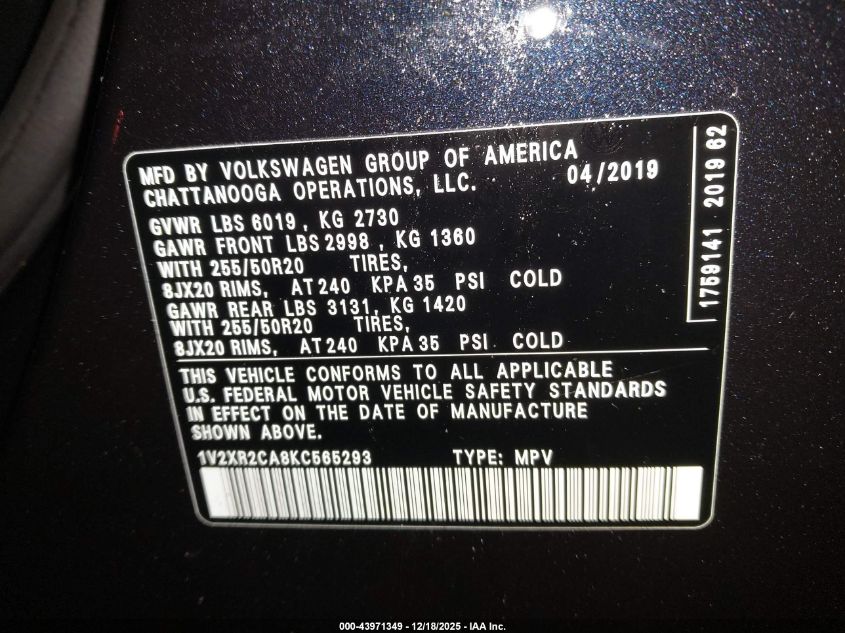 MFD BY VOLKSWAGEN GROUP OF AMERICA
CHATTANOOGA OPERATIONS, LLC. 04/2019
GVWR LBS 6019, KG 2730
GAWR FRONT LBS 2998, KG 1360
WITH 255/50R20 TIRES,
8JX20 RIMS, AT 240 KPA 35 PSI COLD
GAWR REAR LBS 3131, KG 1420
WITH 255/50R20 TIRES,
8JX20 RIMS, AT 240 KPA 35 PSI COLD
THIS VEHICLE CONFORMS TO ALL APPLICABLE
U.S. FEDERAL MOTOR VEHICLE SAFETY STANDARDS
IN EFFECT ON THE DATE OF MANUFACTURE
SHOWN ABOVE.
1V2XR2CA8KC565293 TYPE: MPV
1759141 2019 62
000-43971349 - 12/18/2025 - IAA Inc.